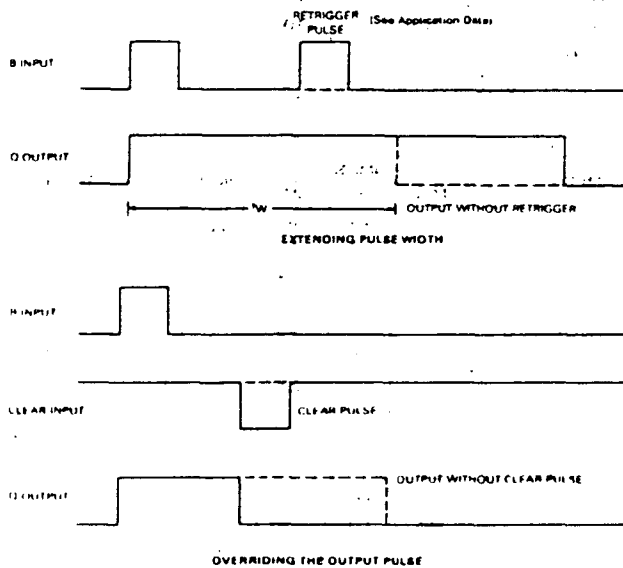 RETRIGGER PULSE (See Application Data)
B INPUT
Q OUTPUT
tW
OUTPUT WITHOUT RETRIGGER
EXTENDING PULSE WIDTH
B INPUT
CLEAR INPUT
CLEAR PULSE
Q OUTPUT
OUTPUT WITHOUT CLEAR PULSE
OVERRIDING THE OUTPUT PULSE